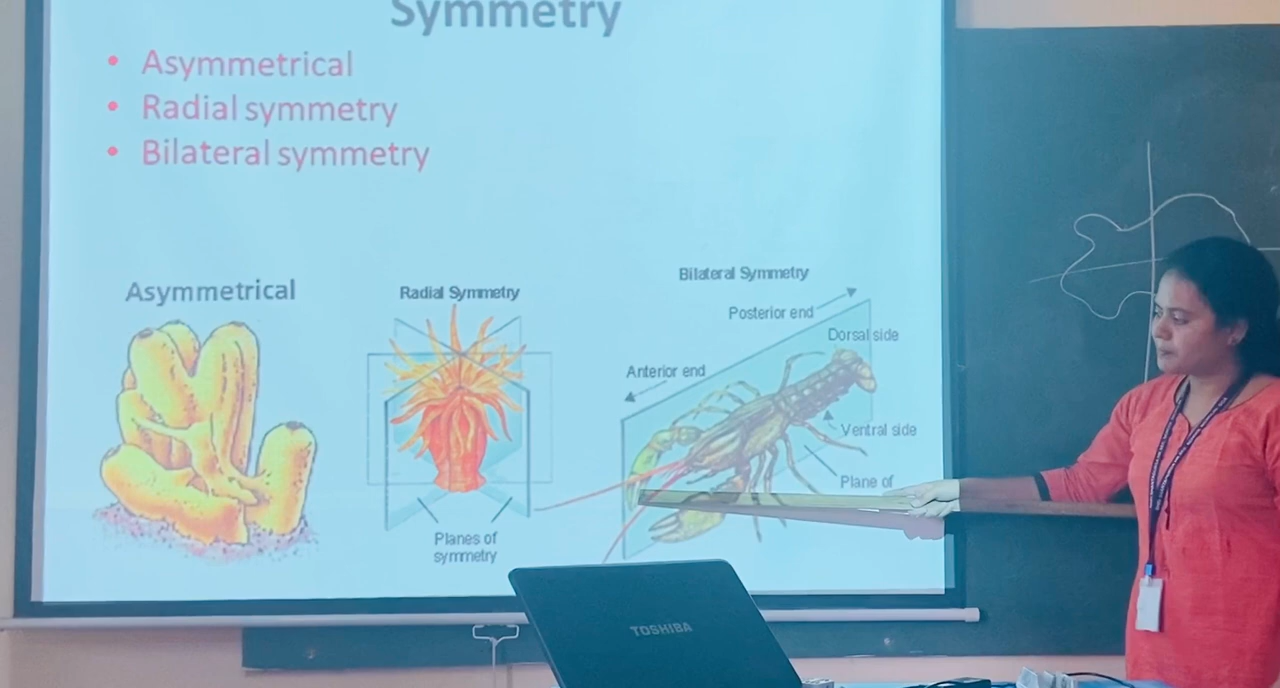 Symmetry
• Asymmetrical
• Radial symmetry
• Bilateral symmetry
Asymmetrical
Radial Symmetry
Planes of
symmetry
Bilateral Symmetry
Posterior end
Dorsal side
Anterior end
Ventral side
Plane of
TOSHIBA